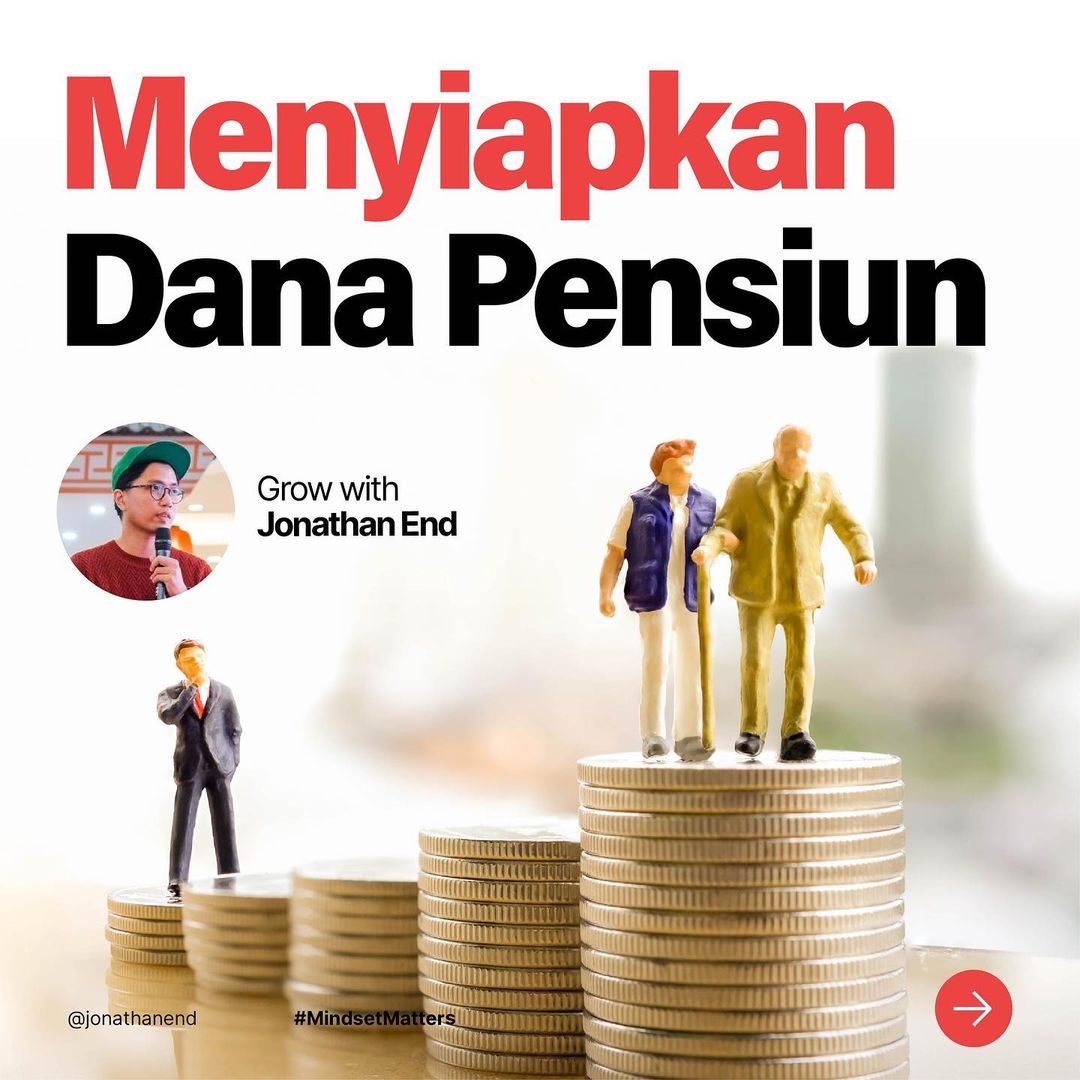 Menyiapkan
Dana Pensiun
Grow with
Jonathan End
@jonathanend
#MindsetMatters